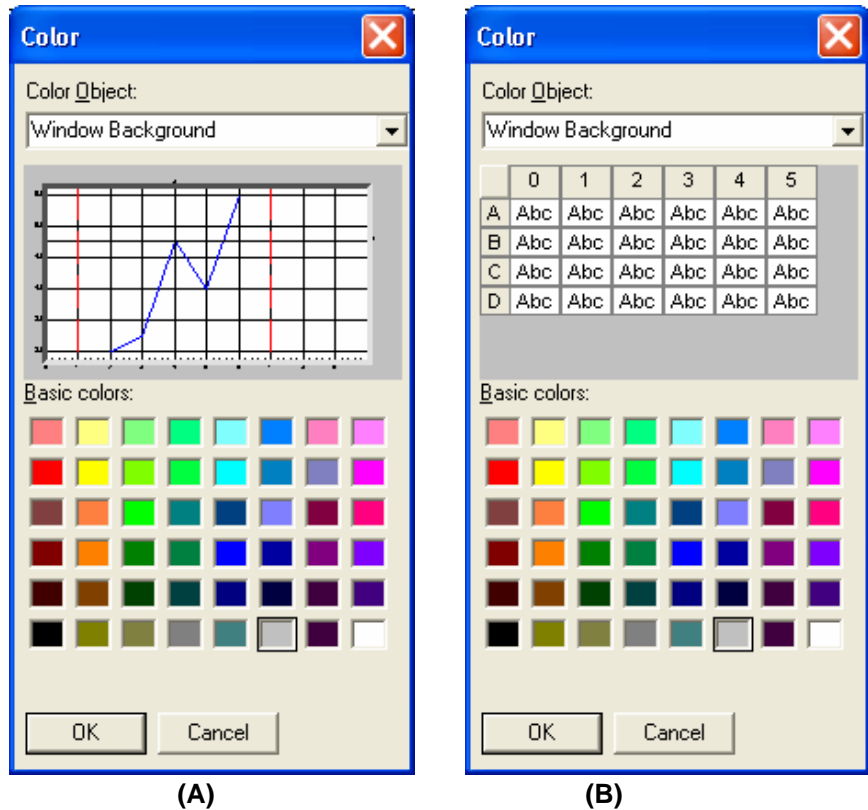 Color
Color Object:
Window Background
Basic colors:
OK Cancel
(A)
Color
Color Object:
Window Background
0 1 2 3 4 5
A Abc Abc Abc Abc Abc Abc
B Abc Abc Abc Abc Abc Abc
C Abc Abc Abc Abc Abc Abc
D Abc Abc Abc Abc Abc Abc
Basic colors:
OK Cancel
(B)